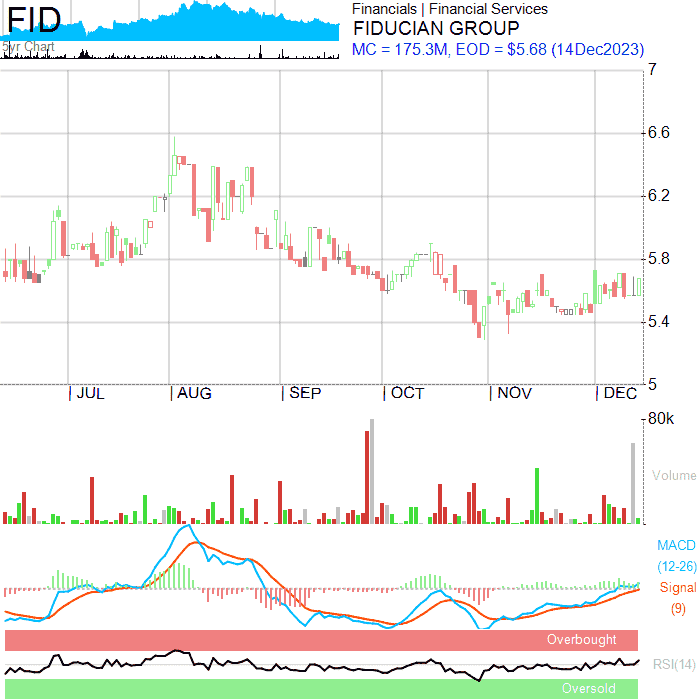 FID
5yr Chart
Financials | Financial Services
FIDUCIAN GROUP
MC = 175.3M, EOD = $5.68 (14Dec2023)
7
6.6
6.2
5.8
5.4
5
JUL AUG SEP OCT NOV DEC
80k
Volume
MACD
(12-26)
Signal
(9)
Overbought
RSI(14)
Oversold